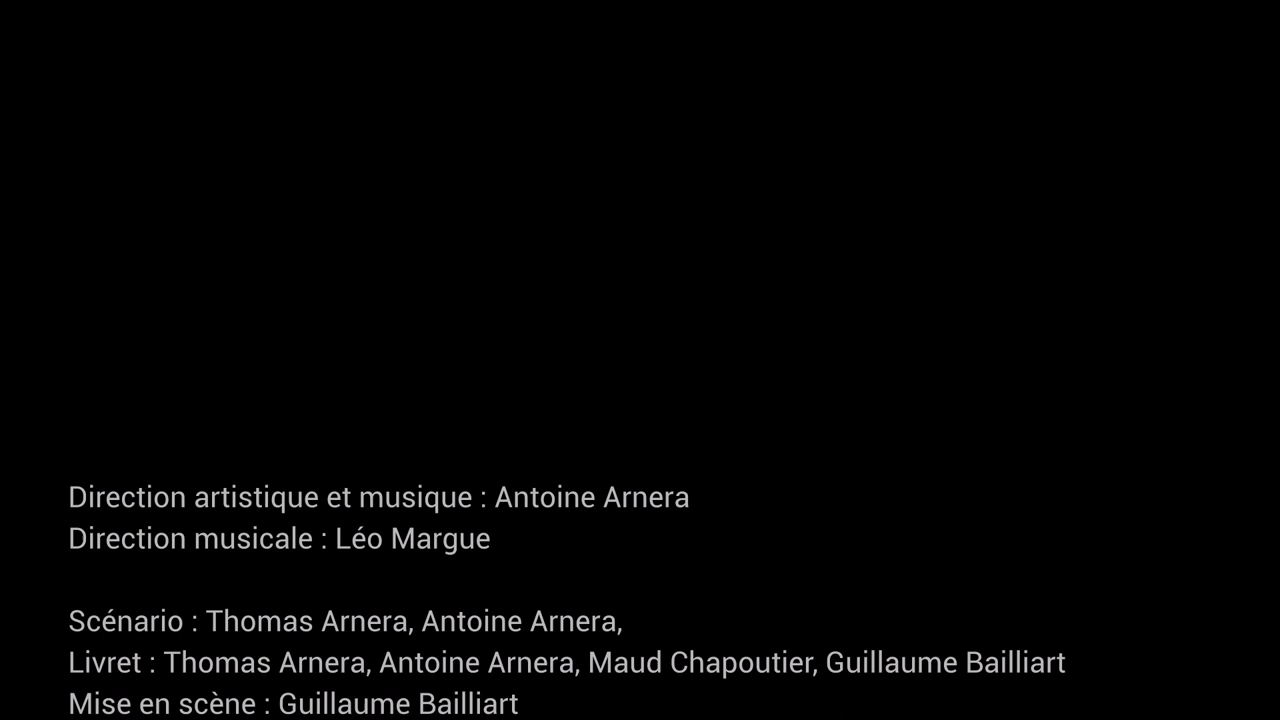 Direction artistique et musique : Antoine Arnera
Direction musicale : Léo Margue
Scénario : Thomas Arnera, Antoine Arnera,
Livret : Thomas Arnera, Antoine Arnera, Maud Chapoutier, Guillaume Bailliart
Mise en scène : Guillaume Bailliart